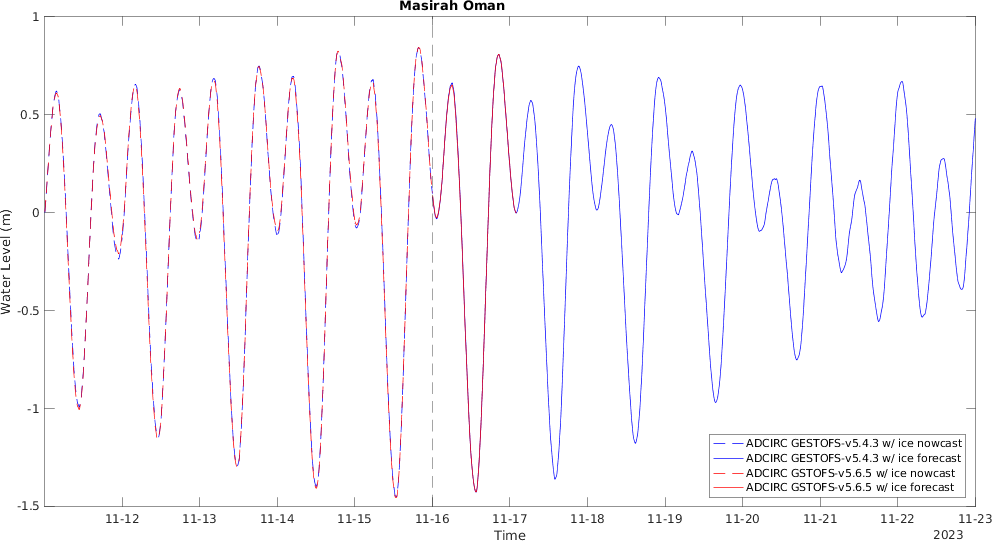 Masirah Oman
1
0.5
0
-0.5
-1
-1.5
Water Level (m)
ADCIRC GESTOFS-v5.4.3 w/ ice nowcast
ADCIRC GESTOFS-v5.4.3 w/ ice forecast
ADCIRC GSTOFS-v5.6.5 w/ ice nowcast
ADCIRC GSTOFS-v5.6.5 w/ ice forecast
11-12 11-13 11-14 11-15 11-16 11-17 11-18 11-19 11-20 11-21 11-22 11-23
Time
2023